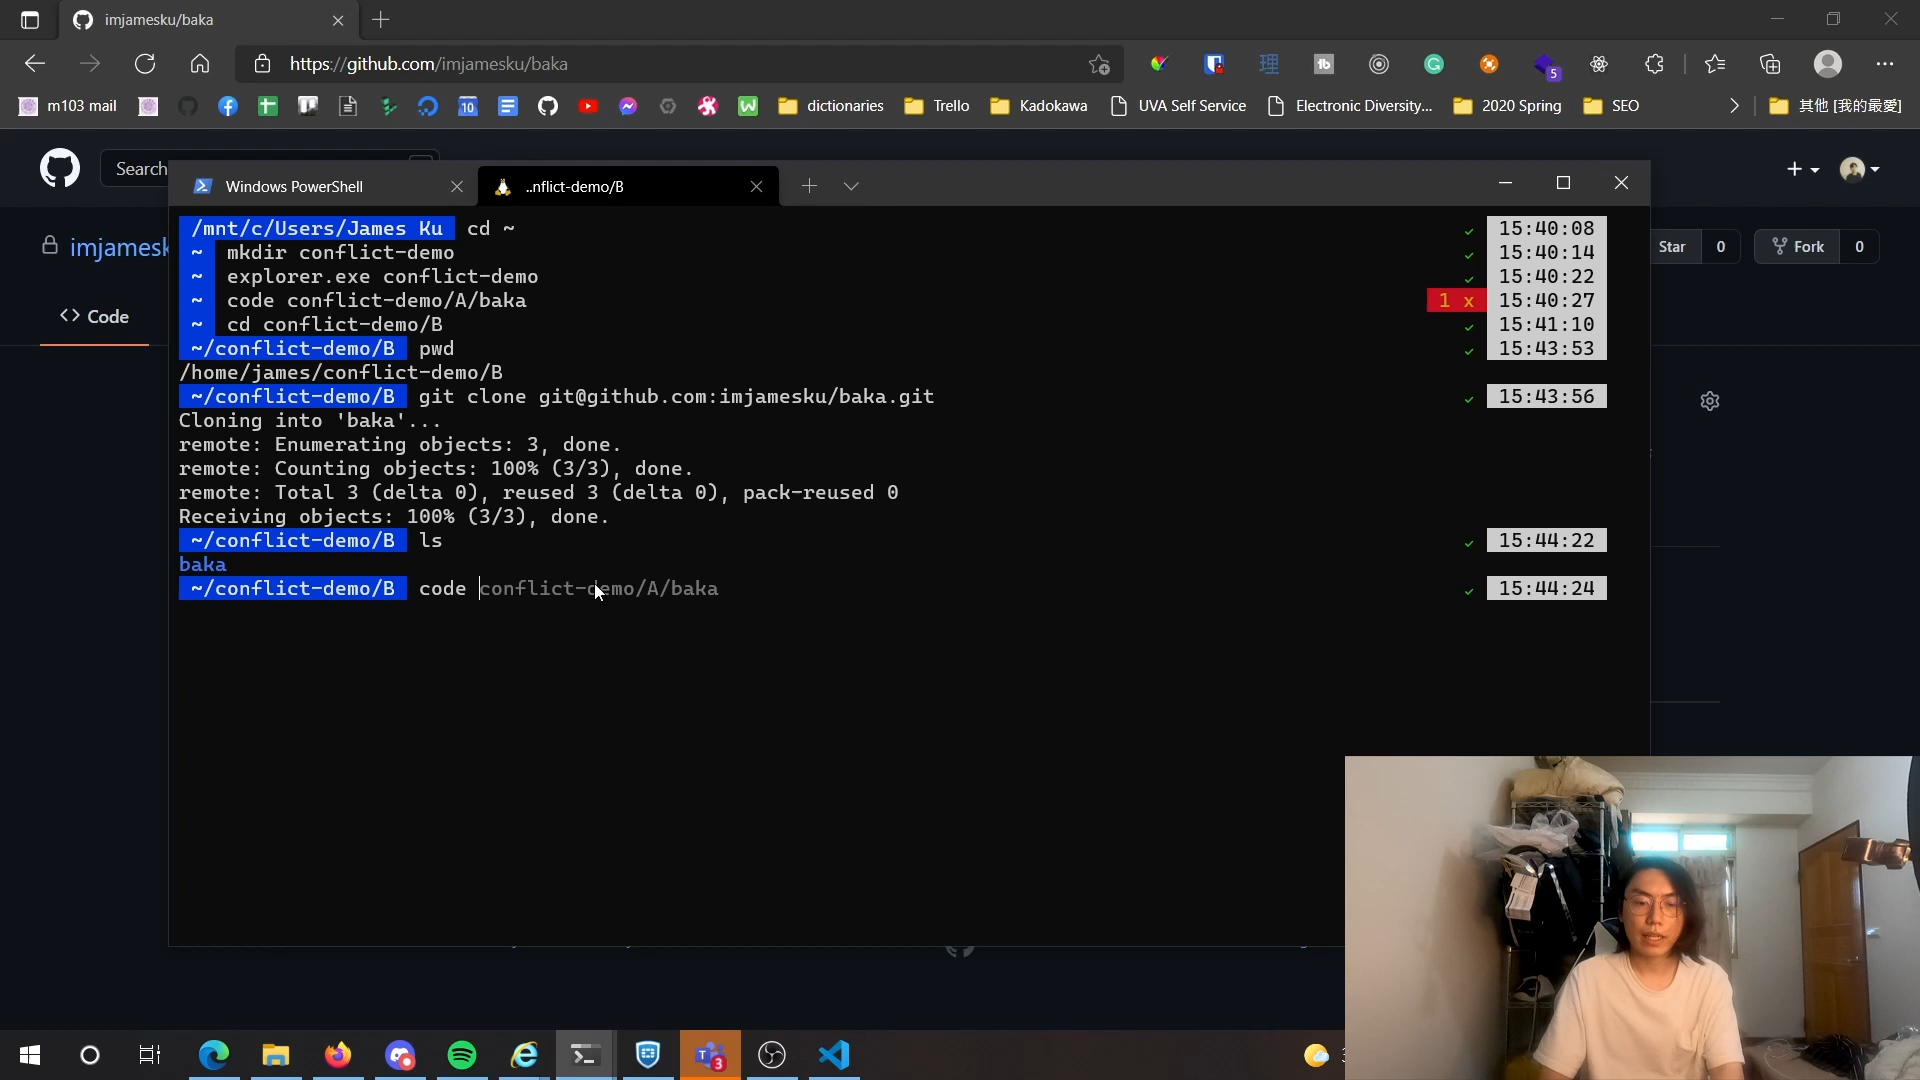 imjamesku/baka
https://github.com/imjamesku/baka
5
m103 mail
10
dictionaries
Trello
Kadokawa
UVA Self Service
Electronic Diversity...
2020 Spring
SEO
其他 [我的最愛]
Search
Windows PowerShell
..nflict-demo/B
imjamesk
Star 0
Fork 0
<> Code
/mnt/c/Users/James Ku cd ~ 15:40:08
~ mkdir conflict-demo 15:40:14
~ explorer.exe conflict-demo 15:40:22
~ code conflict-demo/A/baka 1 x 15:40:27
~ cd conflict-demo/B 15:41:10
~/conflict-demo/B pwd 15:43:53
/home/james/conflict-demo/B
~/conflict-demo/B git clone git@github.com:imjamesku/baka.git 15:43:56
Cloning into 'baka'...
remote: Enumerating objects: 3, done.
remote: Counting objects: 100% (3/3), done.
remote: Total 3 (delta 0), reused 3 (delta 0), pack-reused 0
Receiving objects: 100% (3/3), done.
~/conflict-demo/B ls 15:44:22
baka
~/conflict-demo/B code conflict-demo/A/baka 15:44:24
3